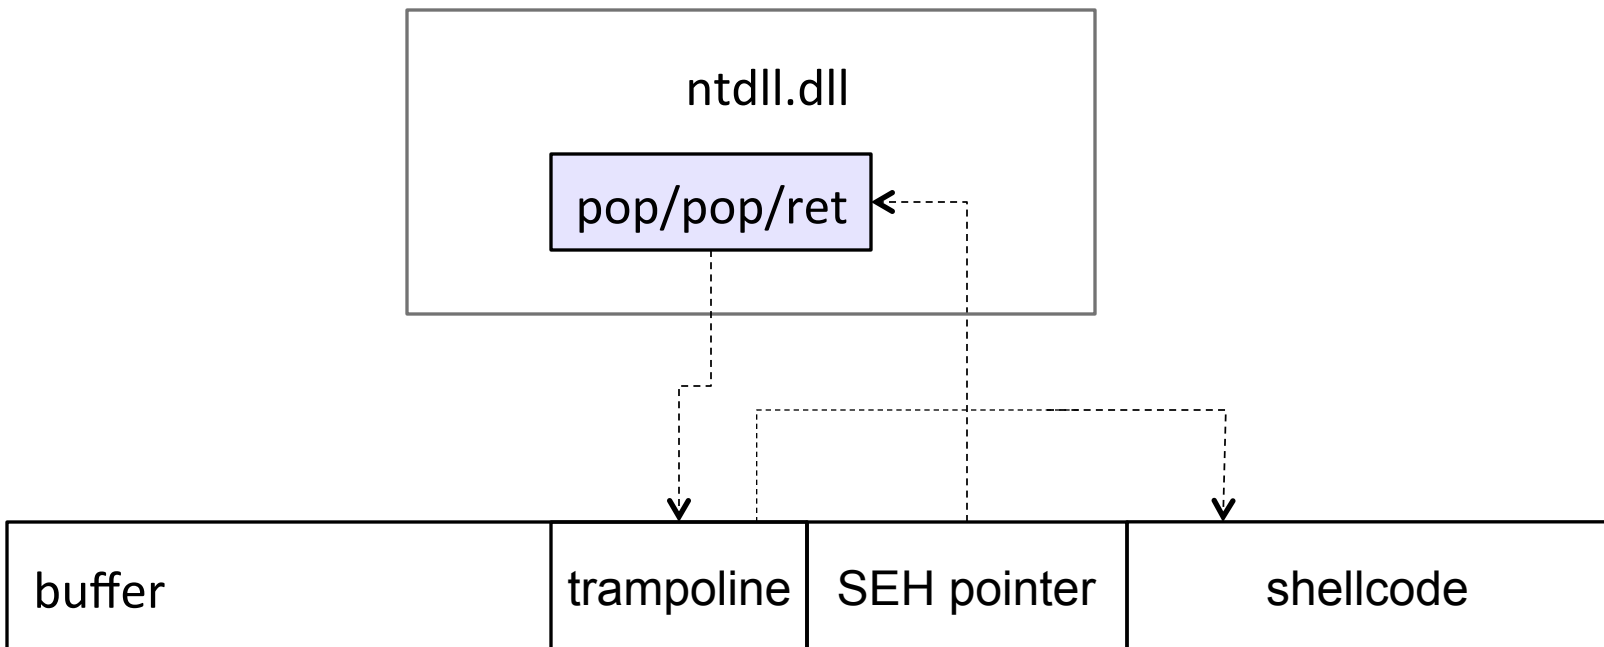 ntdll.dll
pop/pop/ret
buffer
trampoline
SEH pointer
shellcode